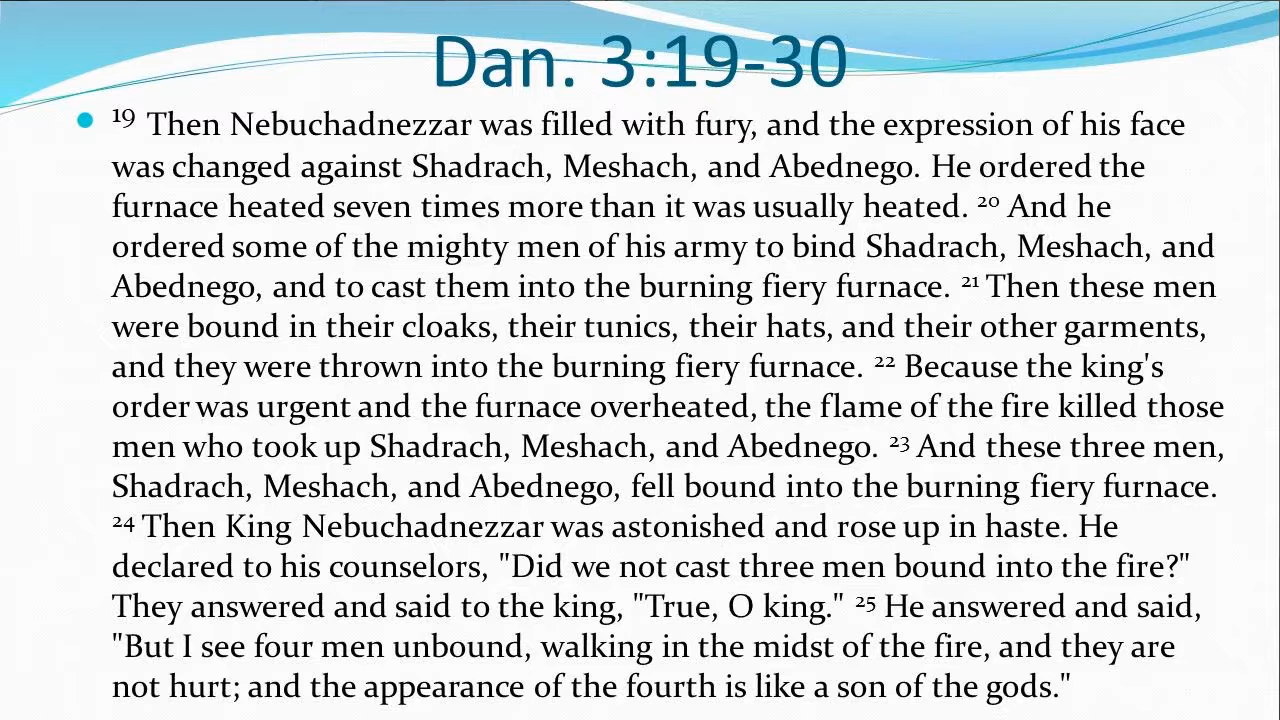 Dan. 3:19-30
19 Then Nebuchadnezzar was filled with fury, and the expression of his face
was changed against Shadrach, Meshach, and Abednego. He ordered the
furnace heated seven times more than it was usually heated. 20 And he
ordered some of the mighty men of his army to bind Shadrach, Meshach, and
Abednego, and to cast them into the burning fiery furnace. 21 Then these men
were bound in their cloaks, their tunics, their hats, and their other garments,
and they were thrown into the burning fiery furnace. 22 Because the king's
order was urgent and the furnace overheated, the flame of the fire killed those
men who took up Shadrach, Meshach, and Abednego. 23 And these three men,
Shadrach, Meshach, and Abednego, fell bound into the burning fiery furnace.
24 Then King Nebuchadnezzar was astonished and rose up in haste. He
declared to his counselors, "Did we not cast three men bound into the fire?"
They answered and said to the king, "True, O king." 25 He answered and said,
"But I see four men unbound, walking in the midst of the fire, and they are
not hurt; and the appearance of the fourth is like a son of the gods."